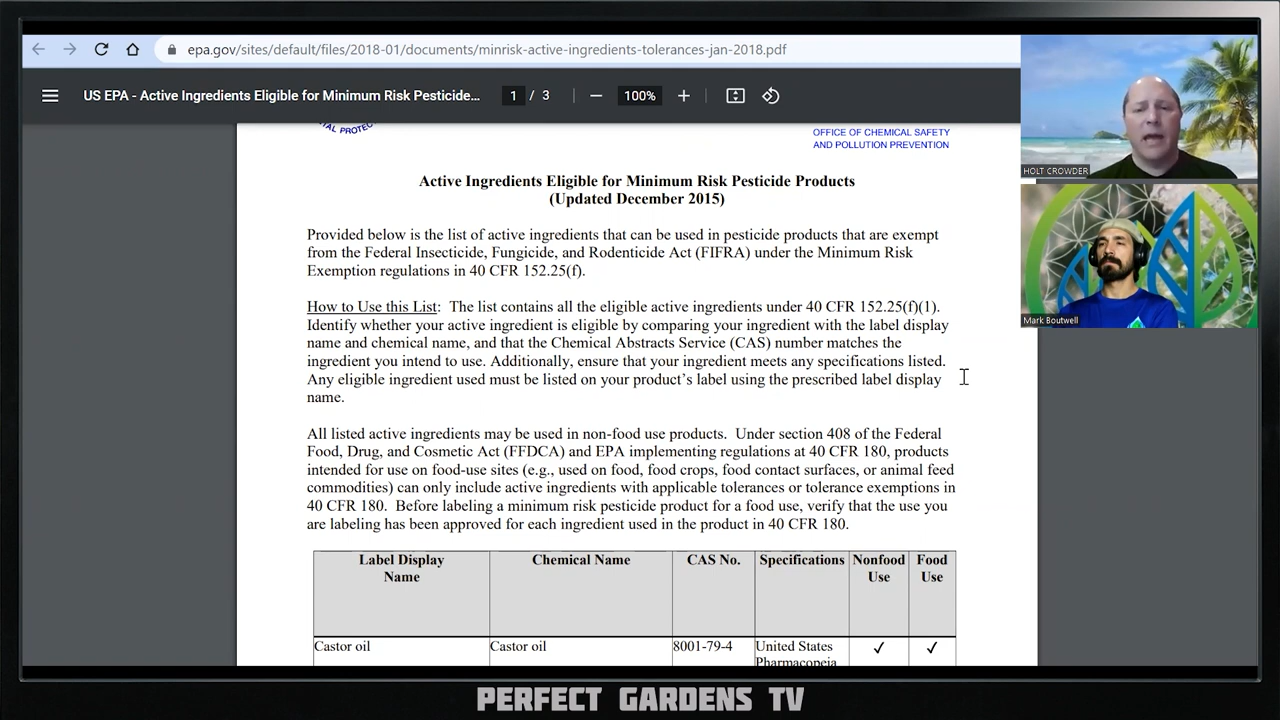 epa.gov/sites/default/files/2018-01/documents/minrisk-active-ingredients-tolerances-jan-2018.pdf
US EPA - Active Ingredients Eligible for Minimum Risk Pesticide...
1 / 3
100%
OFFICE OF CHEMICAL SAFETY
AND POLLUTION PREVENTION
Active Ingredients Eligible for Minimum Risk Pesticide Products
(Updated December 2015)
Provided below is the list of active ingredients that can be used in pesticide products that are exempt
from the Federal Insecticide, Fungicide, and Rodenticide Act (FIFRA) under the Minimum Risk
Exemption regulations in 40 CFR 152.25(f).
How to Use this List: The list contains all the eligible active ingredients under 40 CFR 152.25(f)(1).
Identify whether your active ingredient is eligible by comparing your ingredient with the label display
name and chemical name, and that the Chemical Abstracts Service (CAS) number matches the
ingredient you intend to use. Additionally, ensure that your ingredient meets any specifications listed.
Any eligible ingredient used must be listed on your product's label using the prescribed label display
name.
All listed active ingredients may be used in non-food use products. Under section 408 of the Federal
Food, Drug, and Cosmetic Act (FFDCA) and EPA implementing regulations at 40 CFR 180, products
intended for use on food-use sites (e.g., used on food, food crops, food contact surfaces, or animal feed
commodities) can only include active ingredients with applicable tolerances or tolerance exemptions in
40 CFR 180. Before labeling a minimum risk pesticide product for a food use, verify that the use you
are labeling has been approved for each ingredient used in the product in 40 CFR 180.
Label Display Name Chemical Name CAS No. Specifications Nonfood Use Food Use
Castor oil Castor oil 8001-79-4 United States Pharmacopeia ✓ ✓
HOLT CROWDER
Mark Boutwell
PERFECT GARDENS TV